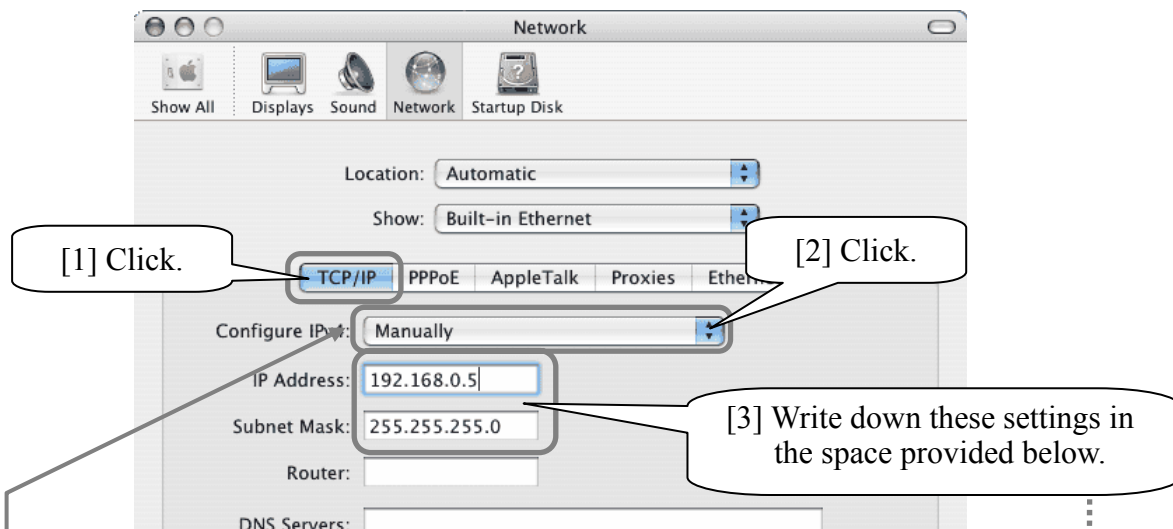 Network
Show All
Displays
Sound
Network
Startup Disk
Location: Automatic
Show: Built-in Ethernet
[1] Click.
[2] Click.
TCP/IP PPPoE AppleTalk Proxies
Configure IPv4: Manually
IP Address: 192.168.0.5
Subnet Mask: 255.255.255.0
[3] Write down these settings in
the space provided below.
Router:
DNS Servers: